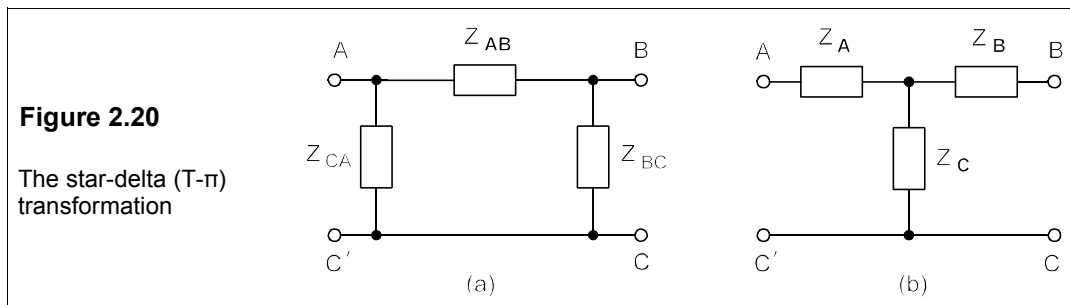 Figure 2.20
The star-delta (T-π)
transformation
A
Z AB
B
Z CA
Z BC
C'
C
(a)
A
Z A
Z B
B
Z C
C'
C
(b)